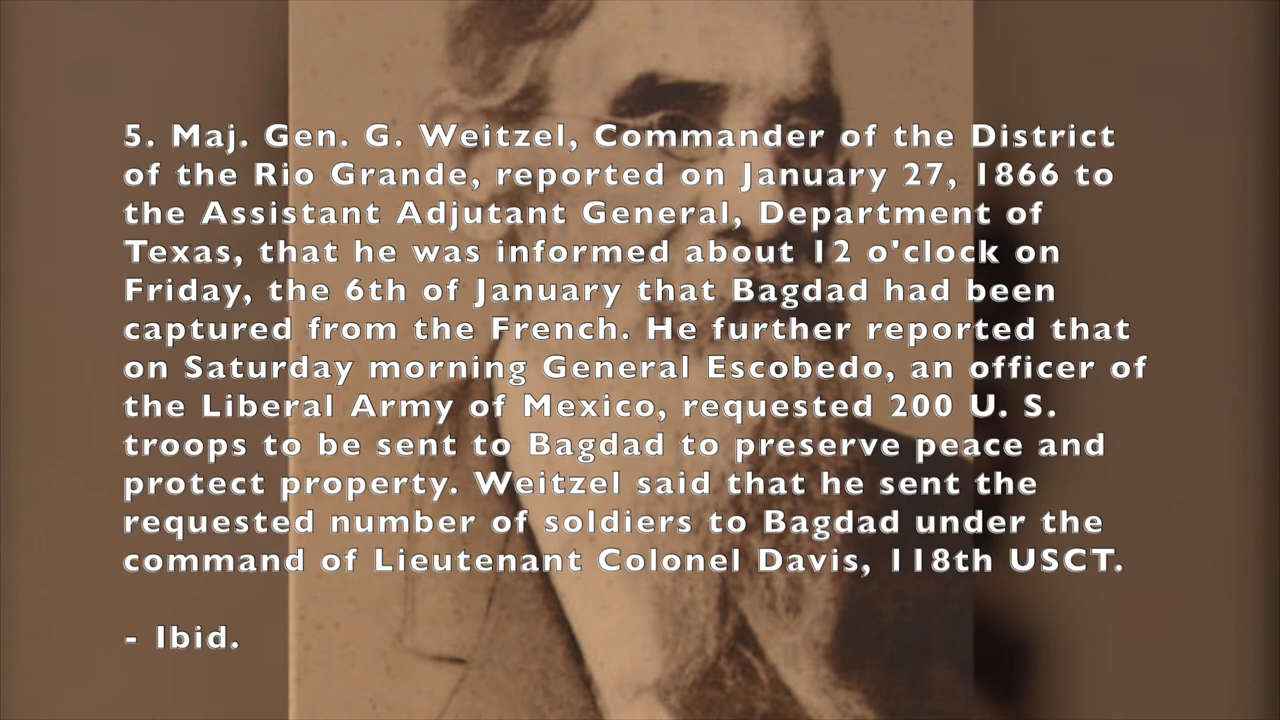 5. Maj. Gen. G. Weitzel, Commander of the District
of the Rio Grande, reported on January 27, 1866 to
the Assistant Adjutant General, Department of
Texas, that he was informed about 12 o'clock on
Friday, the 6th of January that Bagdad had been
captured from the French. He further reported that
on Saturday morning General Escobedo, an officer of
the Liberal Army of Mexico, requested 200 U. S.
troops to be sent to Bagdad to preserve peace and
protect property. Weitzel said that he sent the
requested number of soldiers to Bagdad under the
command of Lieutenant Colonel Davis, 118th USCT.
- Ibid.